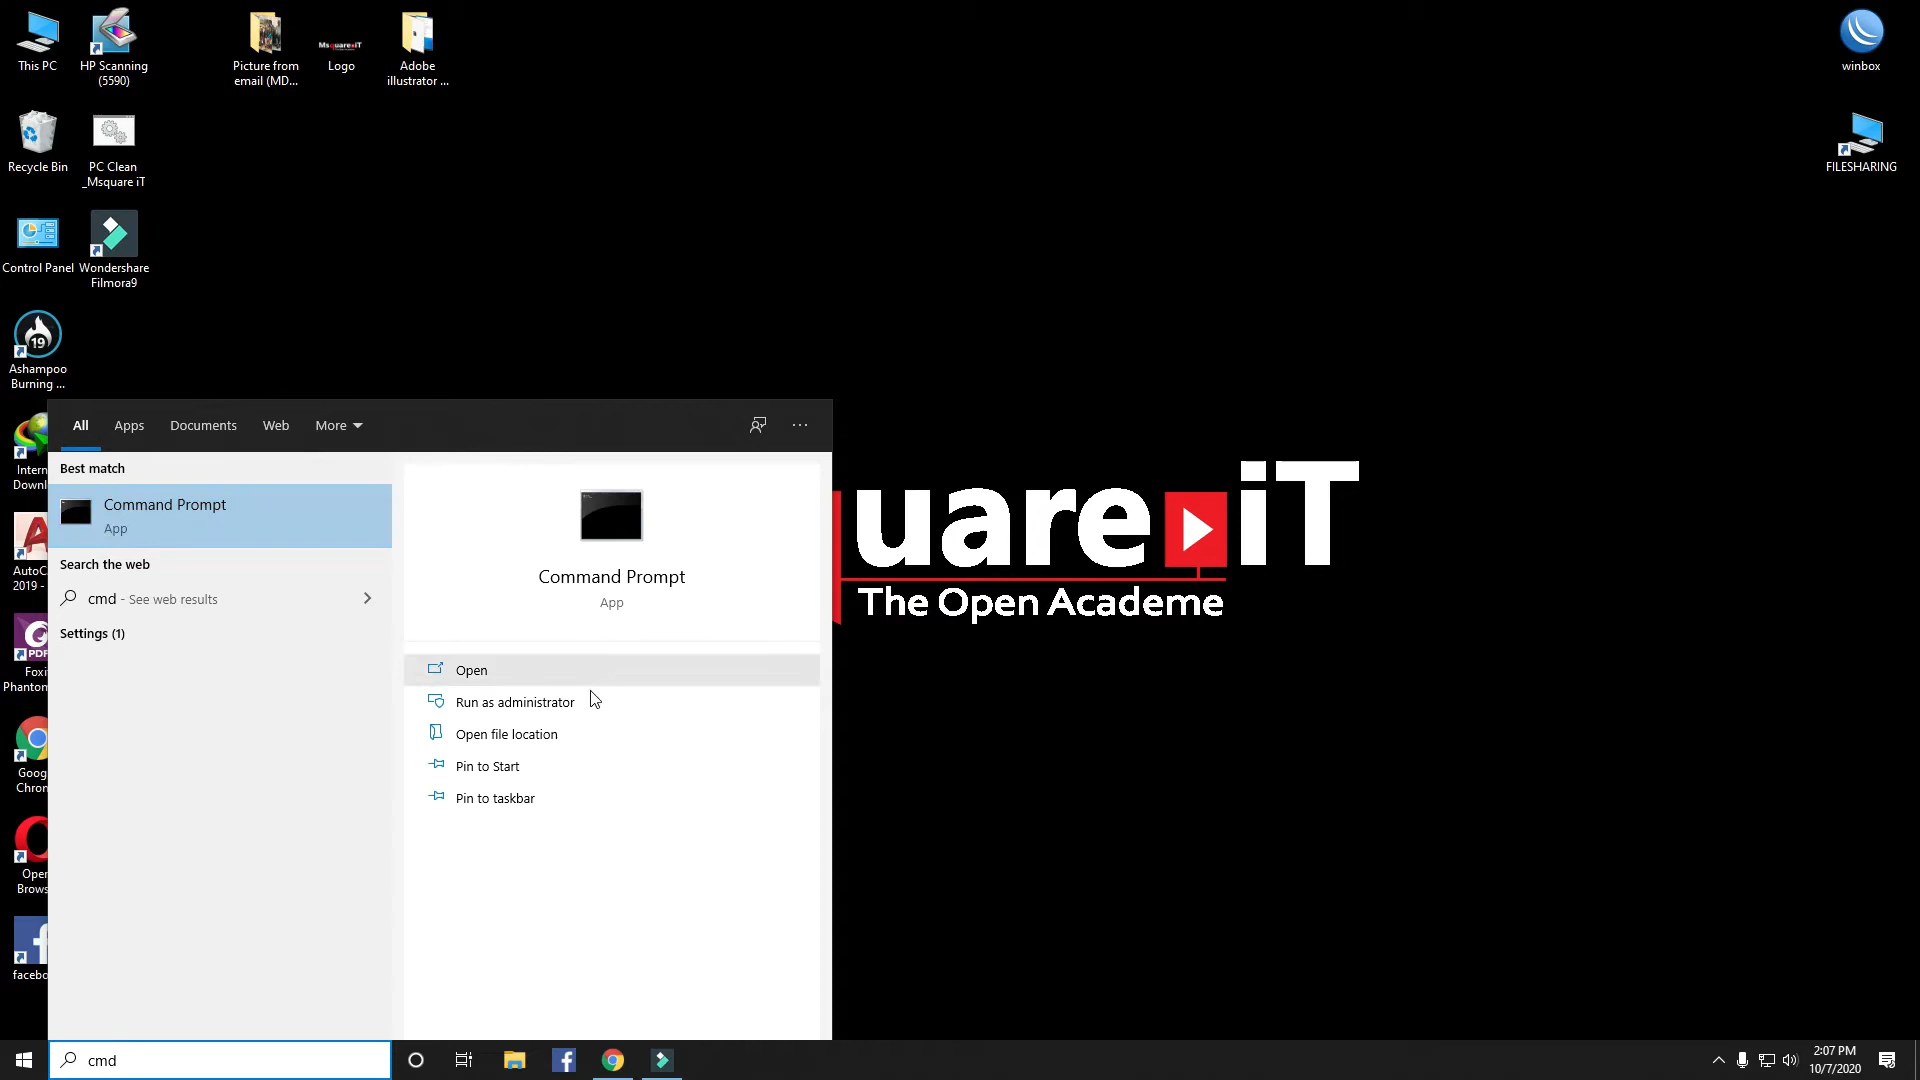 This PC
HP Scanning
(5590)
Picture from
email (MD...
Msquare iT
Logo
Adobe
illustrator ...
winbox
Recycle Bin
PC Clean
_Msquare iT
FILESHARING
Control Panel
Wondershare
Filmora9
19
Ashampoo
Burning ...
Intern
Downl
AutoC
2019 -
PDF
Foxi
Phantom
Goog
Chron
Oper
Brows
facebo
All
Apps
Documents
Web
More
Best match
Command Prompt
App
Search the web
cmd - See web results
Settings (1)
Command Prompt
App
Open
Run as administrator
Open file location
Pin to Start
Pin to taskbar
uare iT
The Open Academe
cmd
2:07 PM
10/7/2020